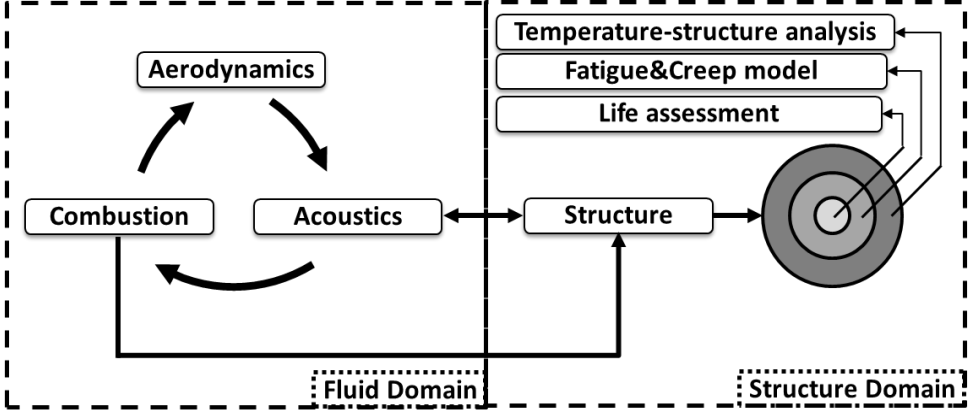 Aerodynamics
Combustion
Acoustics
Fluid Domain
Temperature-structure analysis
Fatigue&Creep model
Life assessment
Structure
Structure Domain